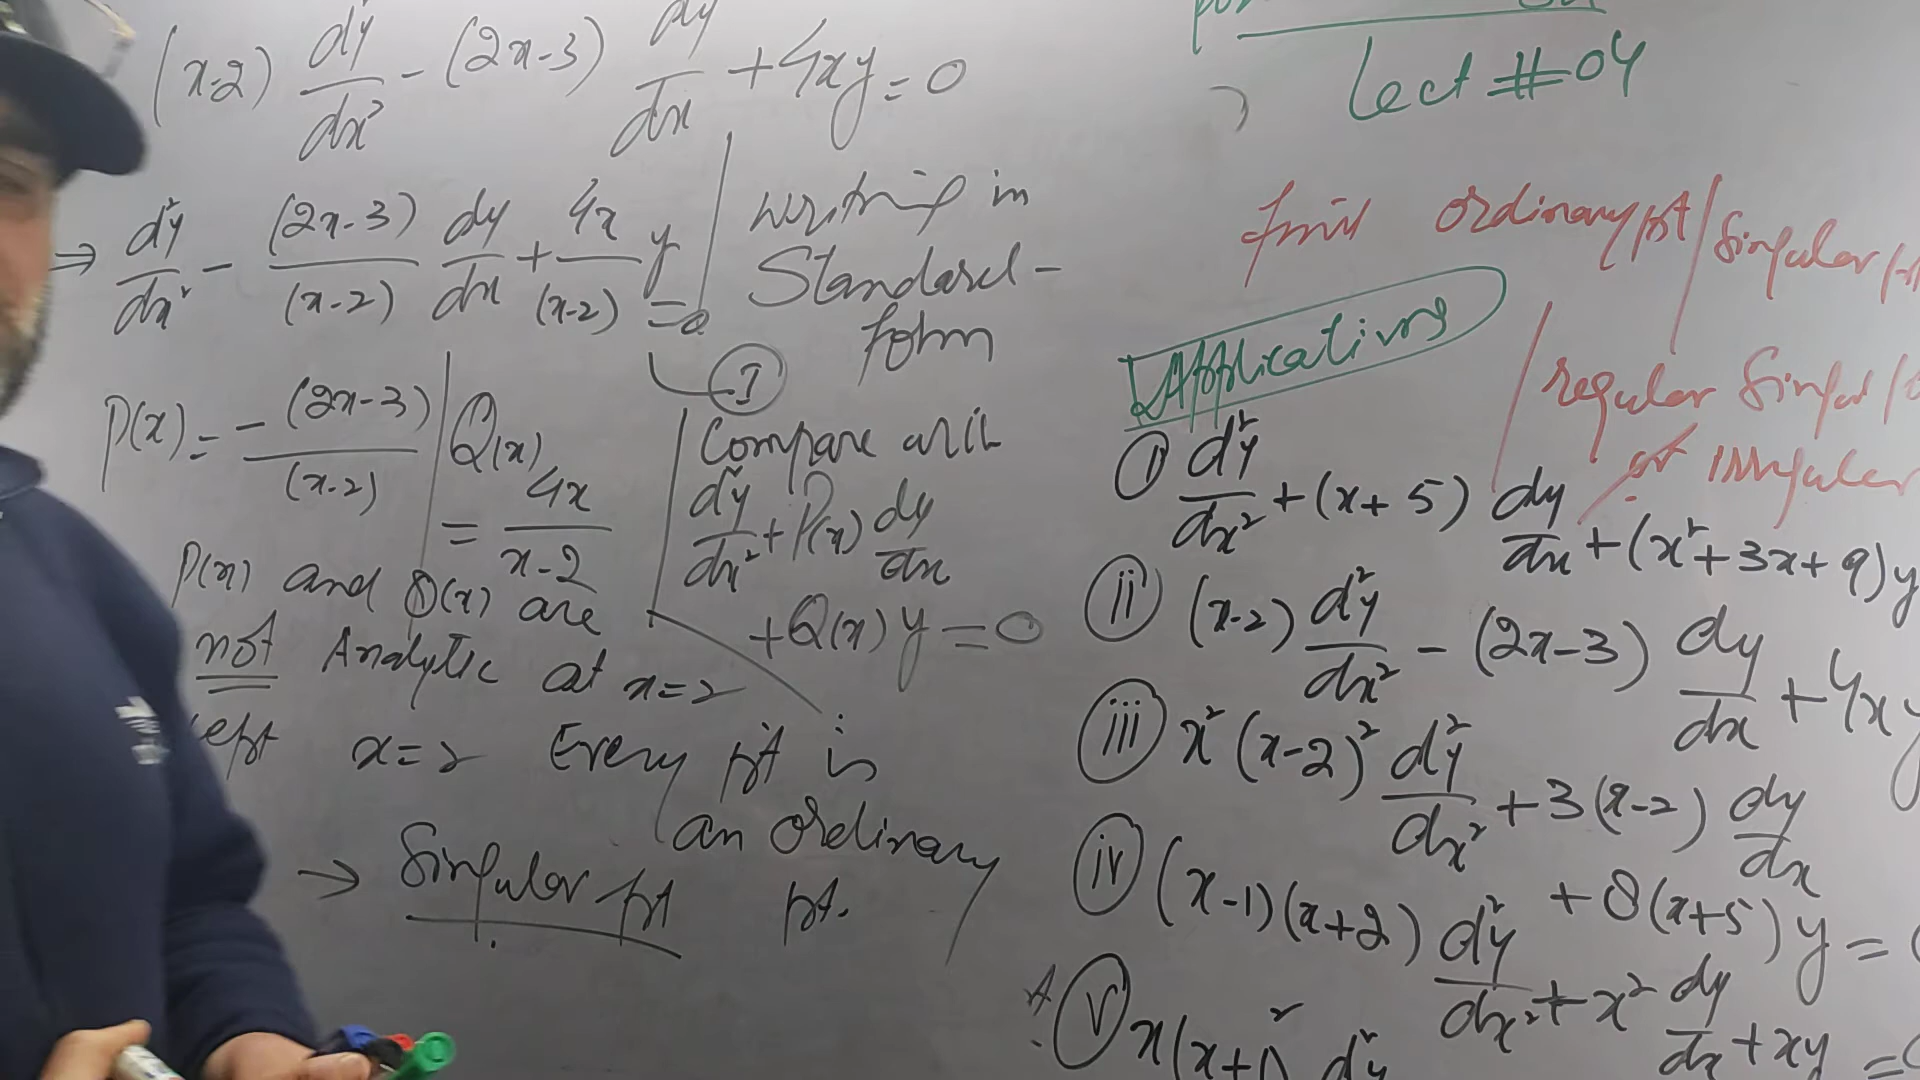 (x-2) d²y/dx² - (2x-3) dy/dx + 4xy = 0
→ d²y/dx² - (2x-3)/(x-2) dy/dx + 4x/(x-2) y = 0
writing in
Standard
form
I
P(x) = -(2x-3)/(x-2)
Q(x)
= 4x/x-2
Compare with
d²y/dx² + P(x) dy/dx
+ Q(x) y = 0
P(x) and Q(x) are
not Analytic at x=2
x=2 Every pt is
an ordinary
pt.
→ Singular pt
Lect #04
find ordinary pt/Singular
regular
Applications
i d²y/dx² + (x+5) dy/dx + (x²+3x+9)y
ii (x-2) d²y/dx² - (2x-3) dy/dx + 4xy
iii x²(x-2)² d²y/dx² + 3(x-2) dy/dx
+ 8(x+5)y =
iv (x-1)(x+2) d²y/dx² + x² dy/dx + xy =
v x(x+1)² d²y